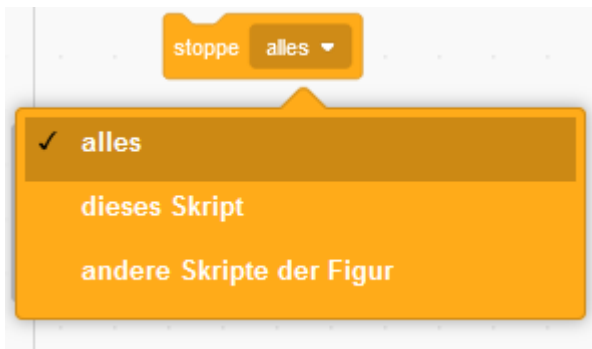 stoppe alles
alles
dieses Skript
andere Skripte der Figur